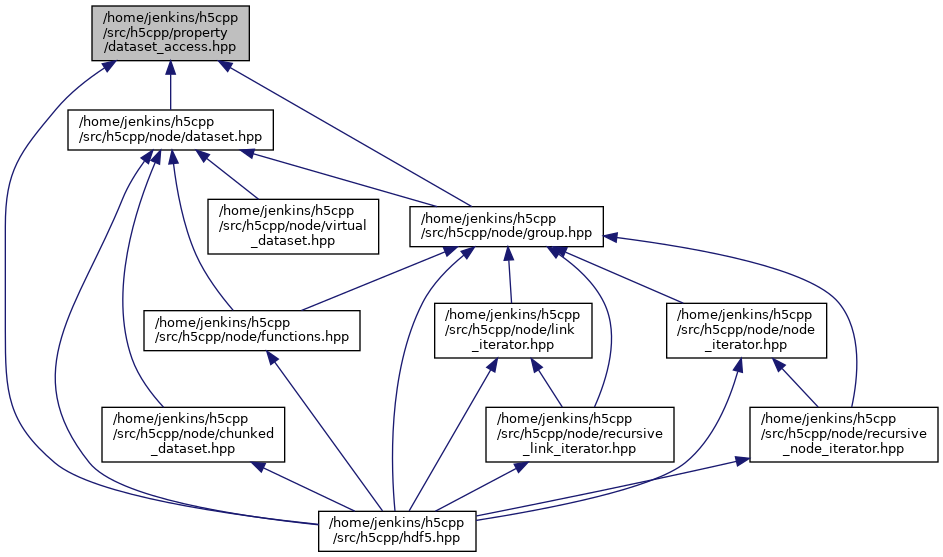 /home/jenkins/h5cpp
/src/h5cpp/property
/dataset_access.hpp
/home/jenkins/h5cpp
/src/h5cpp/node/dataset.hpp
/home/jenkins/h5cpp
/src/h5cpp/node/virtual
_dataset.hpp
/home/jenkins/h5cpp
/src/h5cpp/node/group.hpp
/home/jenkins/h5cpp
/src/h5cpp/node/functions.hpp
/home/jenkins/h5cpp
/src/h5cpp/node/link
_iterator.hpp
/home/jenkins/h5cpp
/src/h5cpp/node/node
_iterator.hpp
/home/jenkins/h5cpp
/src/h5cpp/node/chunked
_dataset.hpp
/home/jenkins/h5cpp
/src/h5cpp/node/recursive
_link_iterator.hpp
/home/jenkins/h5cpp
/src/h5cpp/node/recursive
_node_iterator.hpp
/home/jenkins/h5cpp
/src/h5cpp/hdf5.hpp